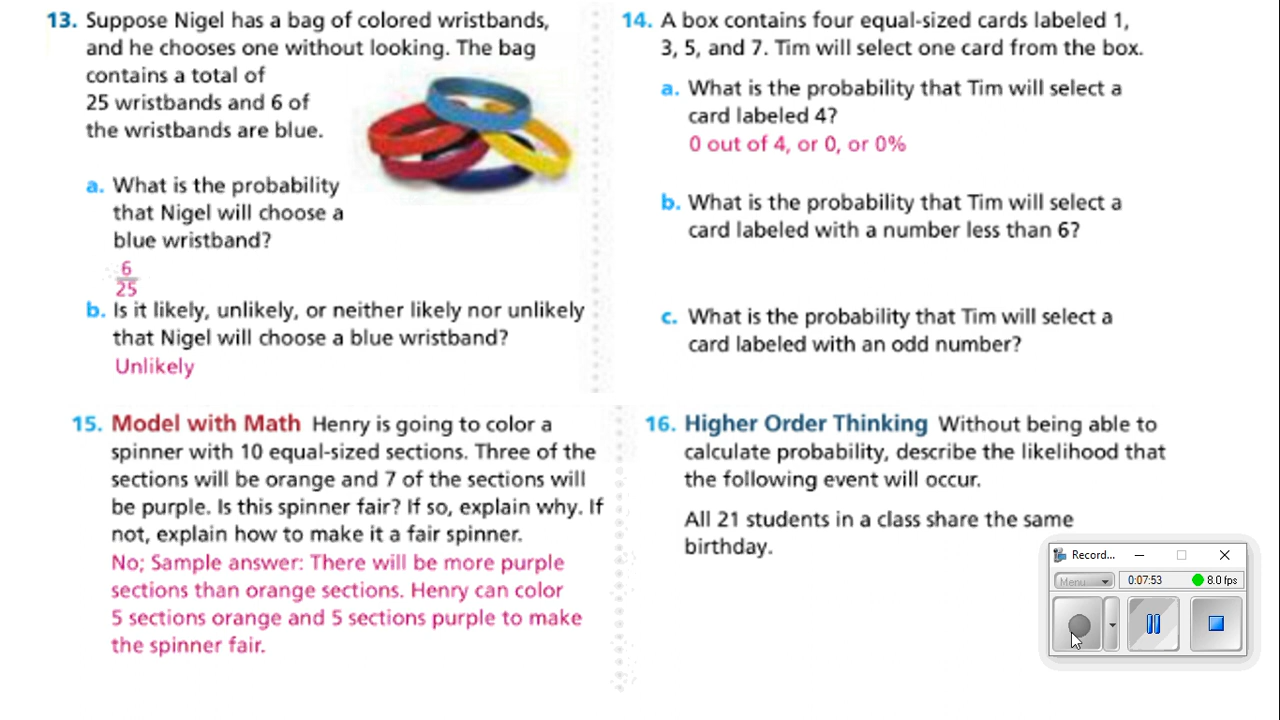 13. Suppose Nigel has a bag of colored wristbands,
and he chooses one without looking. The bag
contains a total of
25 wristbands and 6 of
the wristbands are blue.
a. What is the probability
that Nigel will choose a
blue wristband?
6
25
b. Is it likely, unlikely, or neither likely nor unlikely
that Nigel will choose a blue wristband?
Unlikely
14. A box contains four equal-sized cards labeled 1,
3, 5, and 7. Tim will select one card from the box.
a. What is the probability that Tim will select a
card labeled 4?
0 out of 4, or 0, or 0%
b. What is the probability that Tim will select a
card labeled with a number less than 6?
c. What is the probability that Tim will select a
card labeled with an odd number?
15. Model with Math Henry is going to color a
spinner with 10 equal-sized sections. Three of the
sections will be orange and 7 of the sections will
be purple. Is this spinner fair? If so, explain why. If
not, explain how to make it a fair spinner.
No; Sample answer: There will be more purple
sections than orange sections. Henry can color
5 sections orange and 5 sections purple to make
the spinner fair.
16. Higher Order Thinking Without being able to
calculate probability, describe the likelihood that
the following event will occur.
All 21 students in a class share the same
birthday.
Record...
Menu 0:07:53 8.0 fps